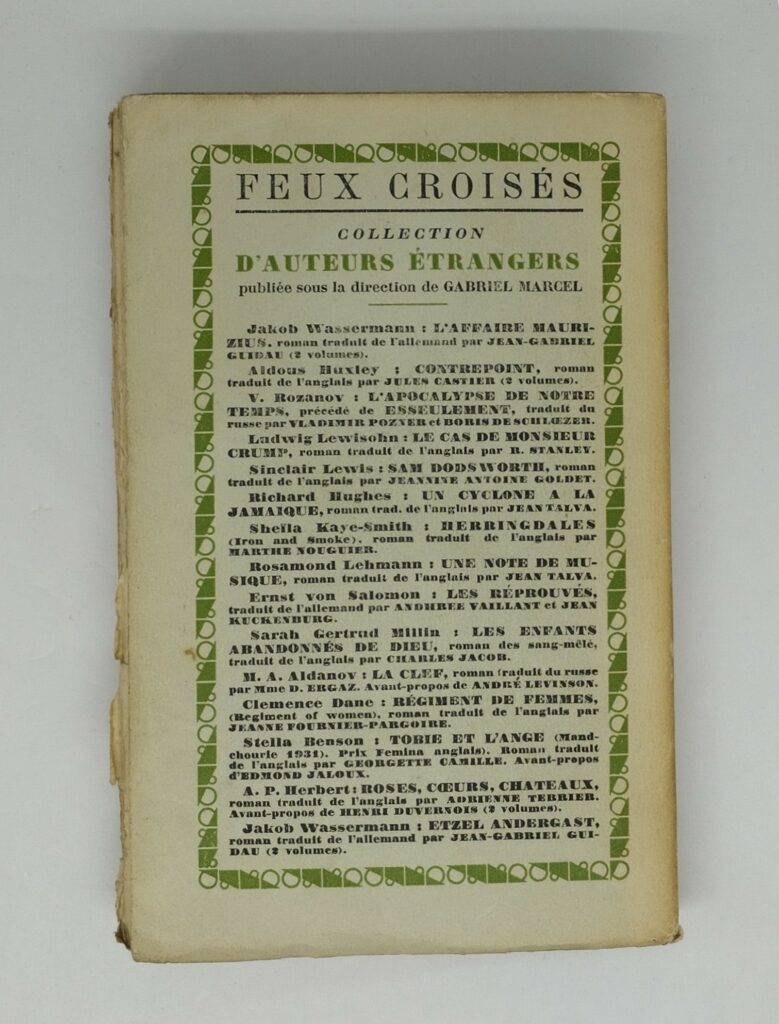 FEUX CROISÉS
COLLECTION
D'AUTEURS ÉTRANGERS
publiée sous la direction de GABRIEL MARCEL
Jakob Wassermann : L'AFFAIRE MAURI-
ZIUS, roman traduit de l'allemand par JEAN-GABRIEL
GUIDAU (2 volumes).
Aldous Huxley : CONTREPOINT, roman
traduit de l'anglais par JULES CASTIER (2 volumes).
V. Rozanov : L'APOCALYPSE DE NOTRE
TEMPS, précédé de ESSEULEMENT, traduit du
russe par VLADIMIR POZNER et BORIS DE SCHLŒZER.
Ludwig Lewisohn : LE CAS DE MONSIEUR
CRUMP, roman traduit de l'anglais par R. STANLEY.
Sinclair Lewis : SAM DODSWORTH, roman
traduit de l'anglais par JEANNINE ANTOINE GOLDET.
Richard Hughes : UN CYCLONE A LA
JAMAIQUE, roman trad. de l'anglais par JEAN TALVA.
Sheïla Kaye-Smith : HERRINGDALES
(Iron and Smoke), roman traduit de l'anglais par
MARTHE NOUGUIER.
Rosamond Lehmann : UNE NOTE DE MU-
SIQUE, roman traduit de l'anglais par JEAN TALVA.
Ernst von Salomon : LES RÉPROUVÉS,
traduit de l'allemand par ANDHREE VAILLANT et JEAN
KUCKENBURG.
Sarah Gertrud Millin : LES ENFANTS
ABANDONNÉS DE DIEU, roman des sang-mêlé,
traduit de l'anglais par CHARLES JACOB.
M. A. Aldanov : LA CLEF, roman traduit du russe
par Mme D. ERGAZ. Avant-propos de ANDRÉ LEVINSON.
Clemence Dane : RÉGIMENT DE FEMMES,
(Regiment of women), roman traduit de l'anglais par
JEANNE FOURNIER-PARGOIRE.
Stella Benson : TOBIE ET L'ANGE (Mand-
chourie 1931). Prix Femina anglais). Roman traduit
de l'anglais par GEORGETTE CAMILLE. Avant-propos
d'EDMOND JALOUX.
A. P. Herbert : ROSES, CŒURS, CHATEAUX,
roman traduit de l'anglais par ADRIENNE TERRIER.
Avant-propos de HENRI DUVERNOIS (2 volumes).
Jakob Wassermann : ETZEL ANDERGAST,
roman traduit de l'allemand par JEAN-GABRIEL GUI-
DAU (2 volumes).